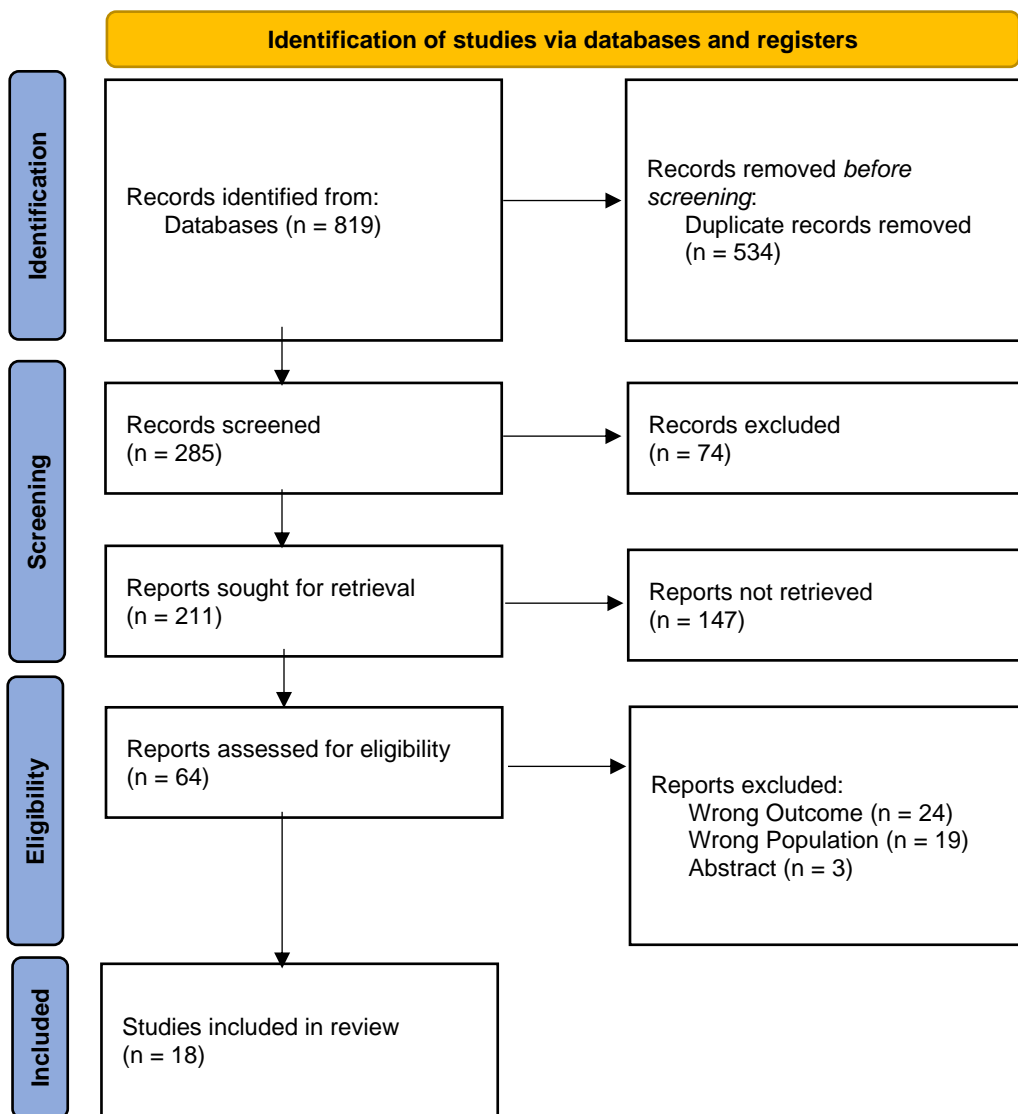 Identification of studies via databases and registers
Identification
Records identified from:
Databases (n = 819)
Records removed before
screening:
Duplicate records removed
(n = 534)
Screening
Records screened
(n = 285)
Records excluded
(n = 74)
Reports sought for retrieval
(n = 211)
Reports not retrieved
(n = 147)
Eligibility
Reports assessed for eligibility
(n = 64)
Reports excluded:
Wrong Outcome (n = 24)
Wrong Population (n = 19)
Abstract (n = 3)
Included
Studies included in review
(n = 18)